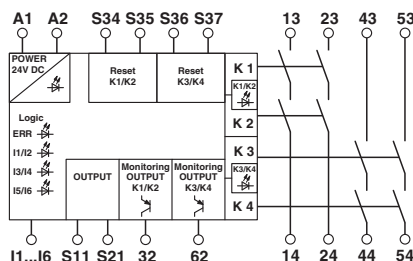 A1 A2 S34 S35 S36 S37 13 23 43 53
POWER
24V DC
Reset
K1/K2
Reset
K3/K4
K 1
K1/K2
K 2
Logic
ERR
I1/I2
I3/I4
I5/I6
OUTPUT
Monitoring
OUTPUT
K1/K2
Monitoring
OUTPUT
K3/K4
K 3
K3/K4
K 4
I1...I6 S11 S21 32 62 14 24 44 54